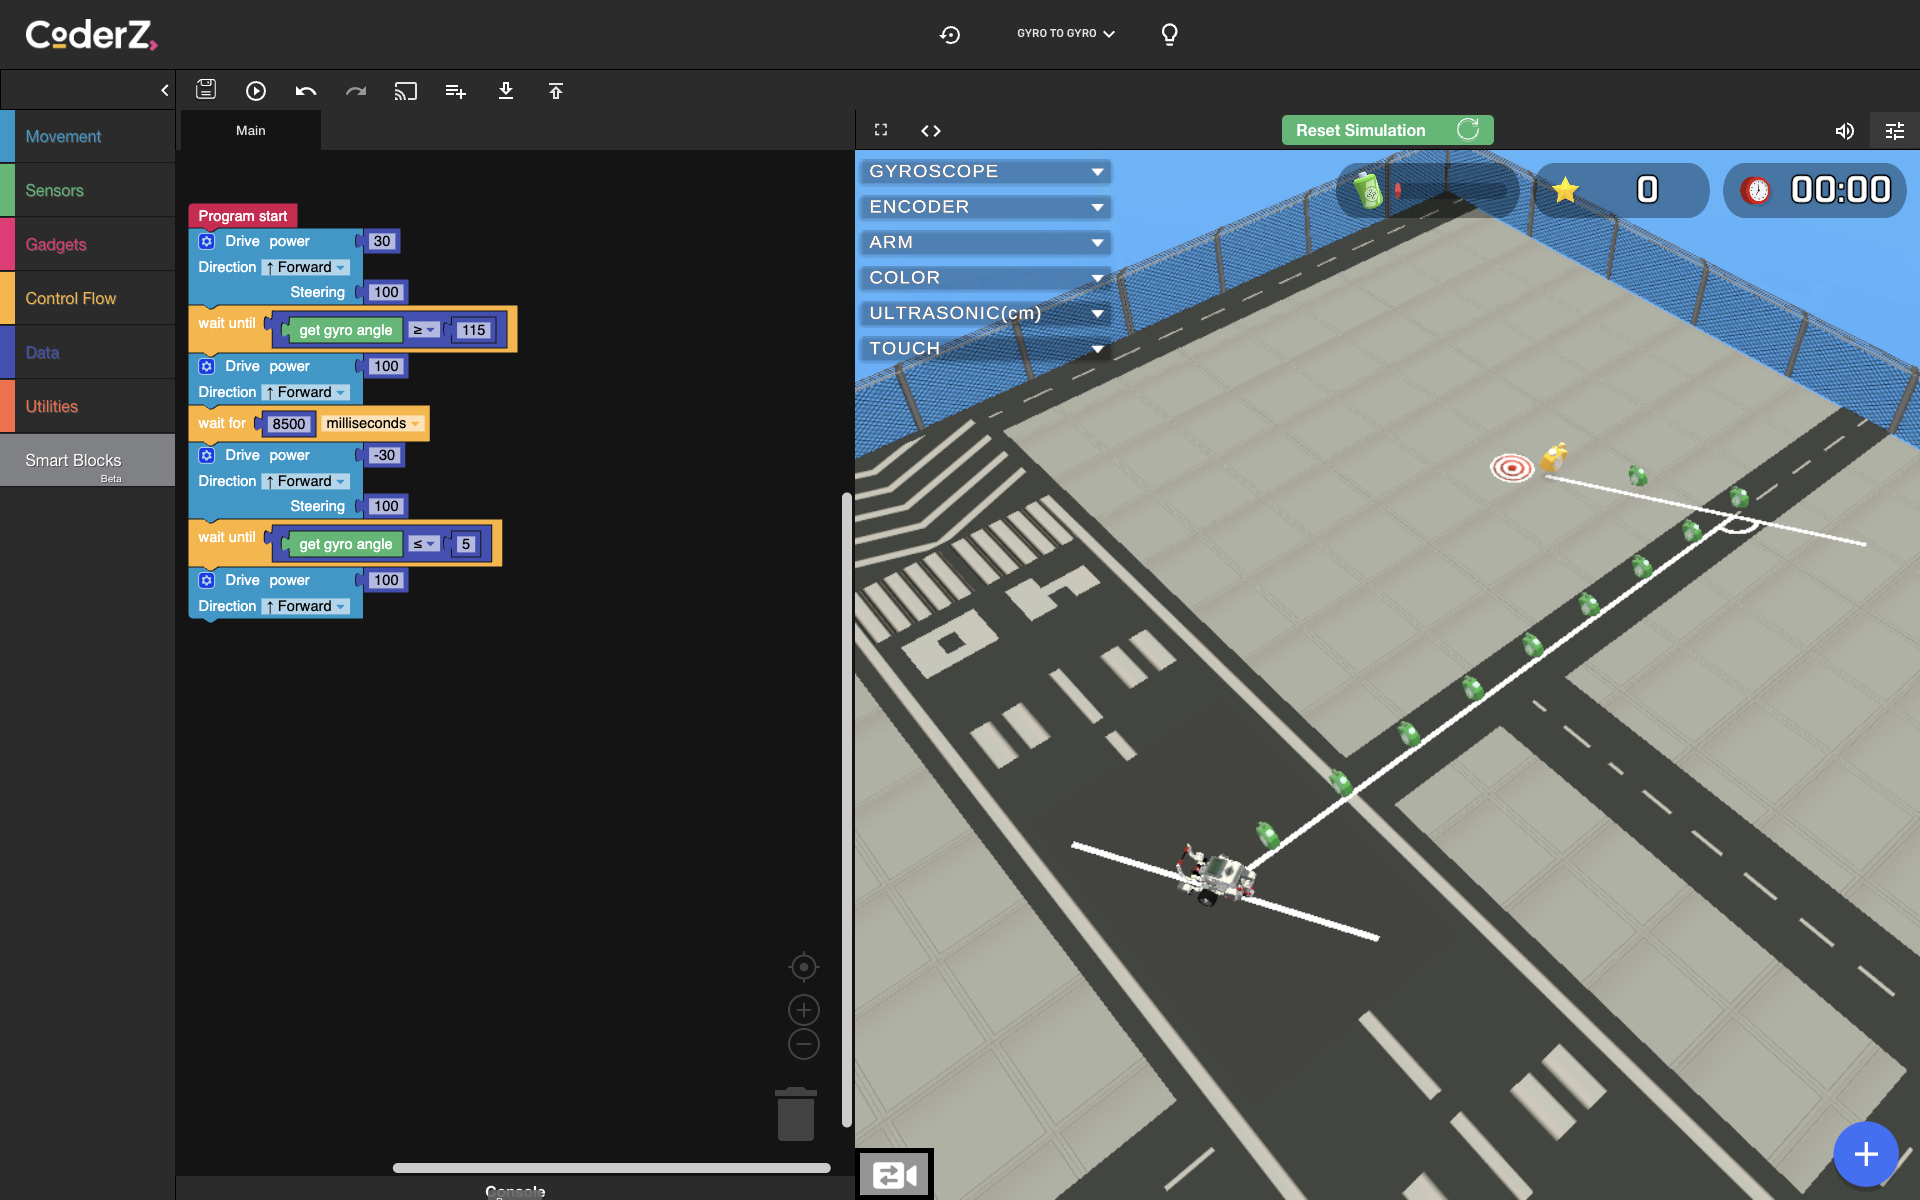 CoderZ
GYRO TO GYRO
Main
Reset Simulation
Movement
Sensors
Gadgets
Control Flow
Data
Utilities
Smart Blocks
Beta
Program start
Drive power 30
Direction ↑ Forward
Steering 100
wait until get gyro angle ≥ 115
Drive power 100
Direction ↑ Forward
wait for 8500 milliseconds
Drive power -30
Direction ↑ Forward
Steering 100
wait until get gyro angle ≤ 5
Drive power 100
Direction ↑ Forward
Console
GYROSCOPE
ENCODER
ARM
COLOR
ULTRASONIC(cm)
TOUCH
0
00:00